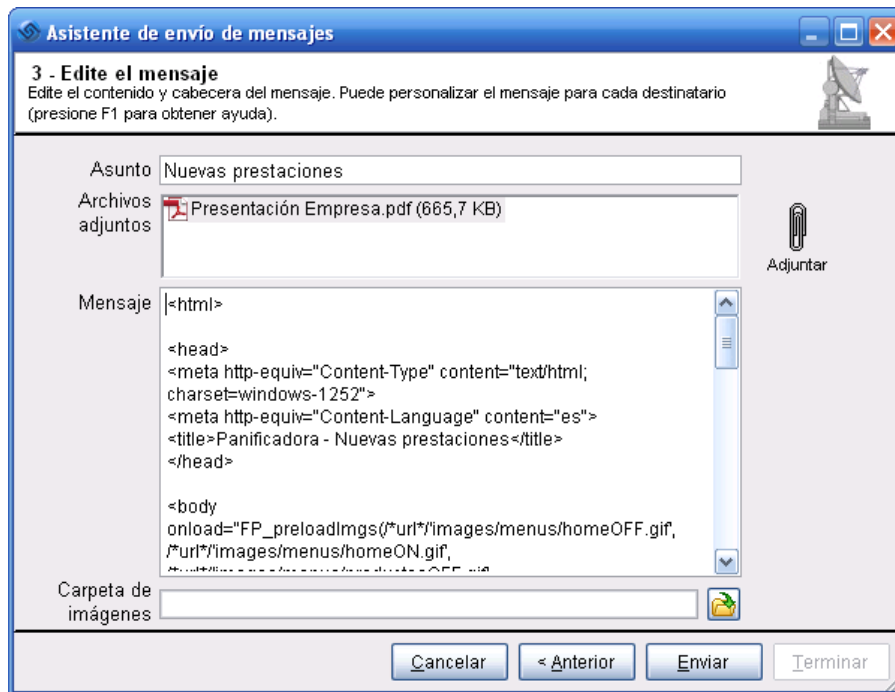 Asistente de envío de mensajes
3 - Edite el mensaje
Edite el contenido y cabecera del mensaje. Puede personalizar el mensaje para cada destinatario
(presione F1 para obtener ayuda).
Asunto Nuevas prestaciones
Archivos
adjuntos
Presentación Empresa.pdf (665,7 KB)
Adjuntar
Mensaje
<html>
<head>
<meta http-equiv="Content-Type" content="text/html;
charset=windows-1252">
<meta http-equiv="Content-Language" content="es">
<title>Panificadora - Nuevas prestaciones</title>
</head>
<body
onload="FP_preloadImgs(/*url*/'images/menus/homeOFF.gif',
/*url*/'images/menus/homeON.gif',
Carpeta de
imágenes
Cancelar < Anterior Enviar Terminar